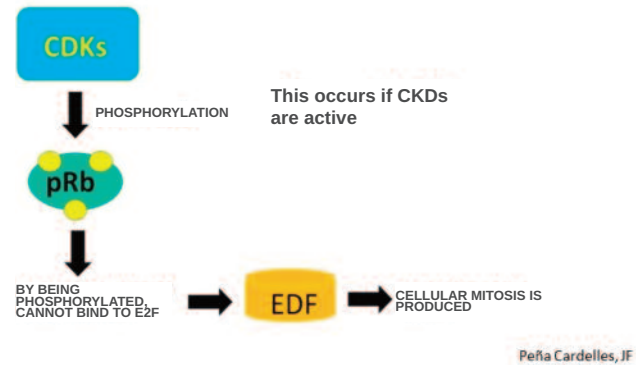 CDKs
PHOSPHORYLATION
This occurs if CKDs
are active
pRb
BY BEING
PHOSPHORYLATED,
CANNOT BIND TO E2F
EDF
CELLULAR MITOSIS IS
PRODUCED
Peña Cardelles, JF